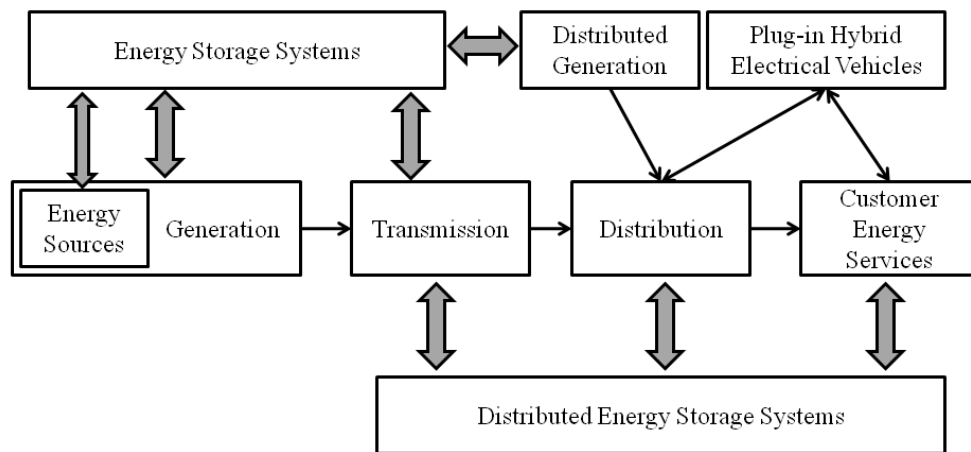 Energy Storage Systems
Distributed
Generation
Plug-in Hybrid
Electrical Vehicles
Energy
Sources
Generation
Transmission
Distribution
Customer
Energy
Services
Distributed Energy Storage Systems